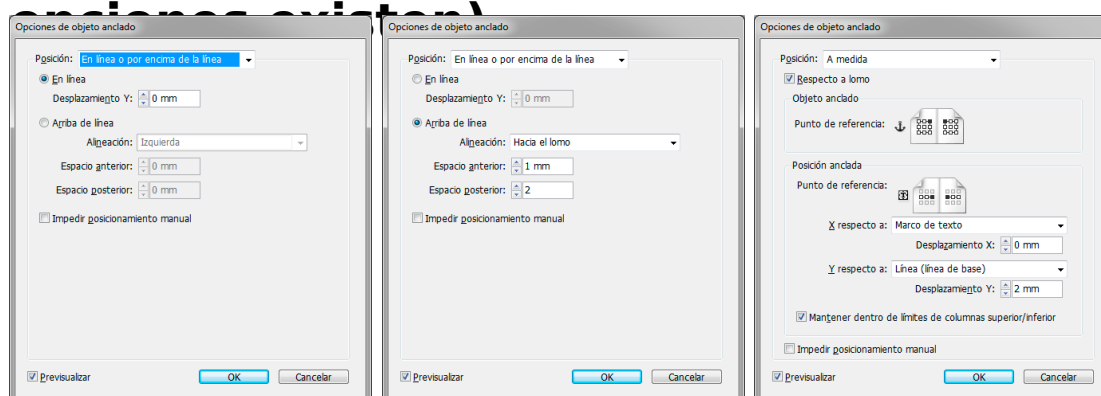 opciones existen)
Opciones de objeto anclado
Posición: En línea o por encima de la línea
En línea
Desplazamiento Y: 0 mm
Arriba de línea
Alineación: Izquierda
Espacio anterior: 0 mm
Espacio posterior: 0 mm
Impedir posicionamiento manual
Previsualizar OK Cancelar
Opciones de objeto anclado
Posición: En línea o por encima de la línea
En línea
Desplazamiento Y: 0 mm
Arriba de línea
Alineación: Hacia el lomo
Espacio anterior: 1 mm
Espacio posterior: 2
Impedir posicionamiento manual
Previsualizar OK Cancelar
Opciones de objeto anclado
Posición: A medida
Respecto a lomo
Objeto anclado
Punto de referencia:
Posición anclada
Punto de referencia:
X respecto a: Marco de texto
Desplazamiento X: 0 mm
Y respecto a: Línea (línea de base)
Desplazamiento Y: 2 mm
Mantener dentro de límites de columnas superior/inferior
Impedir posicionamiento manual
Previsualizar OK Cancelar